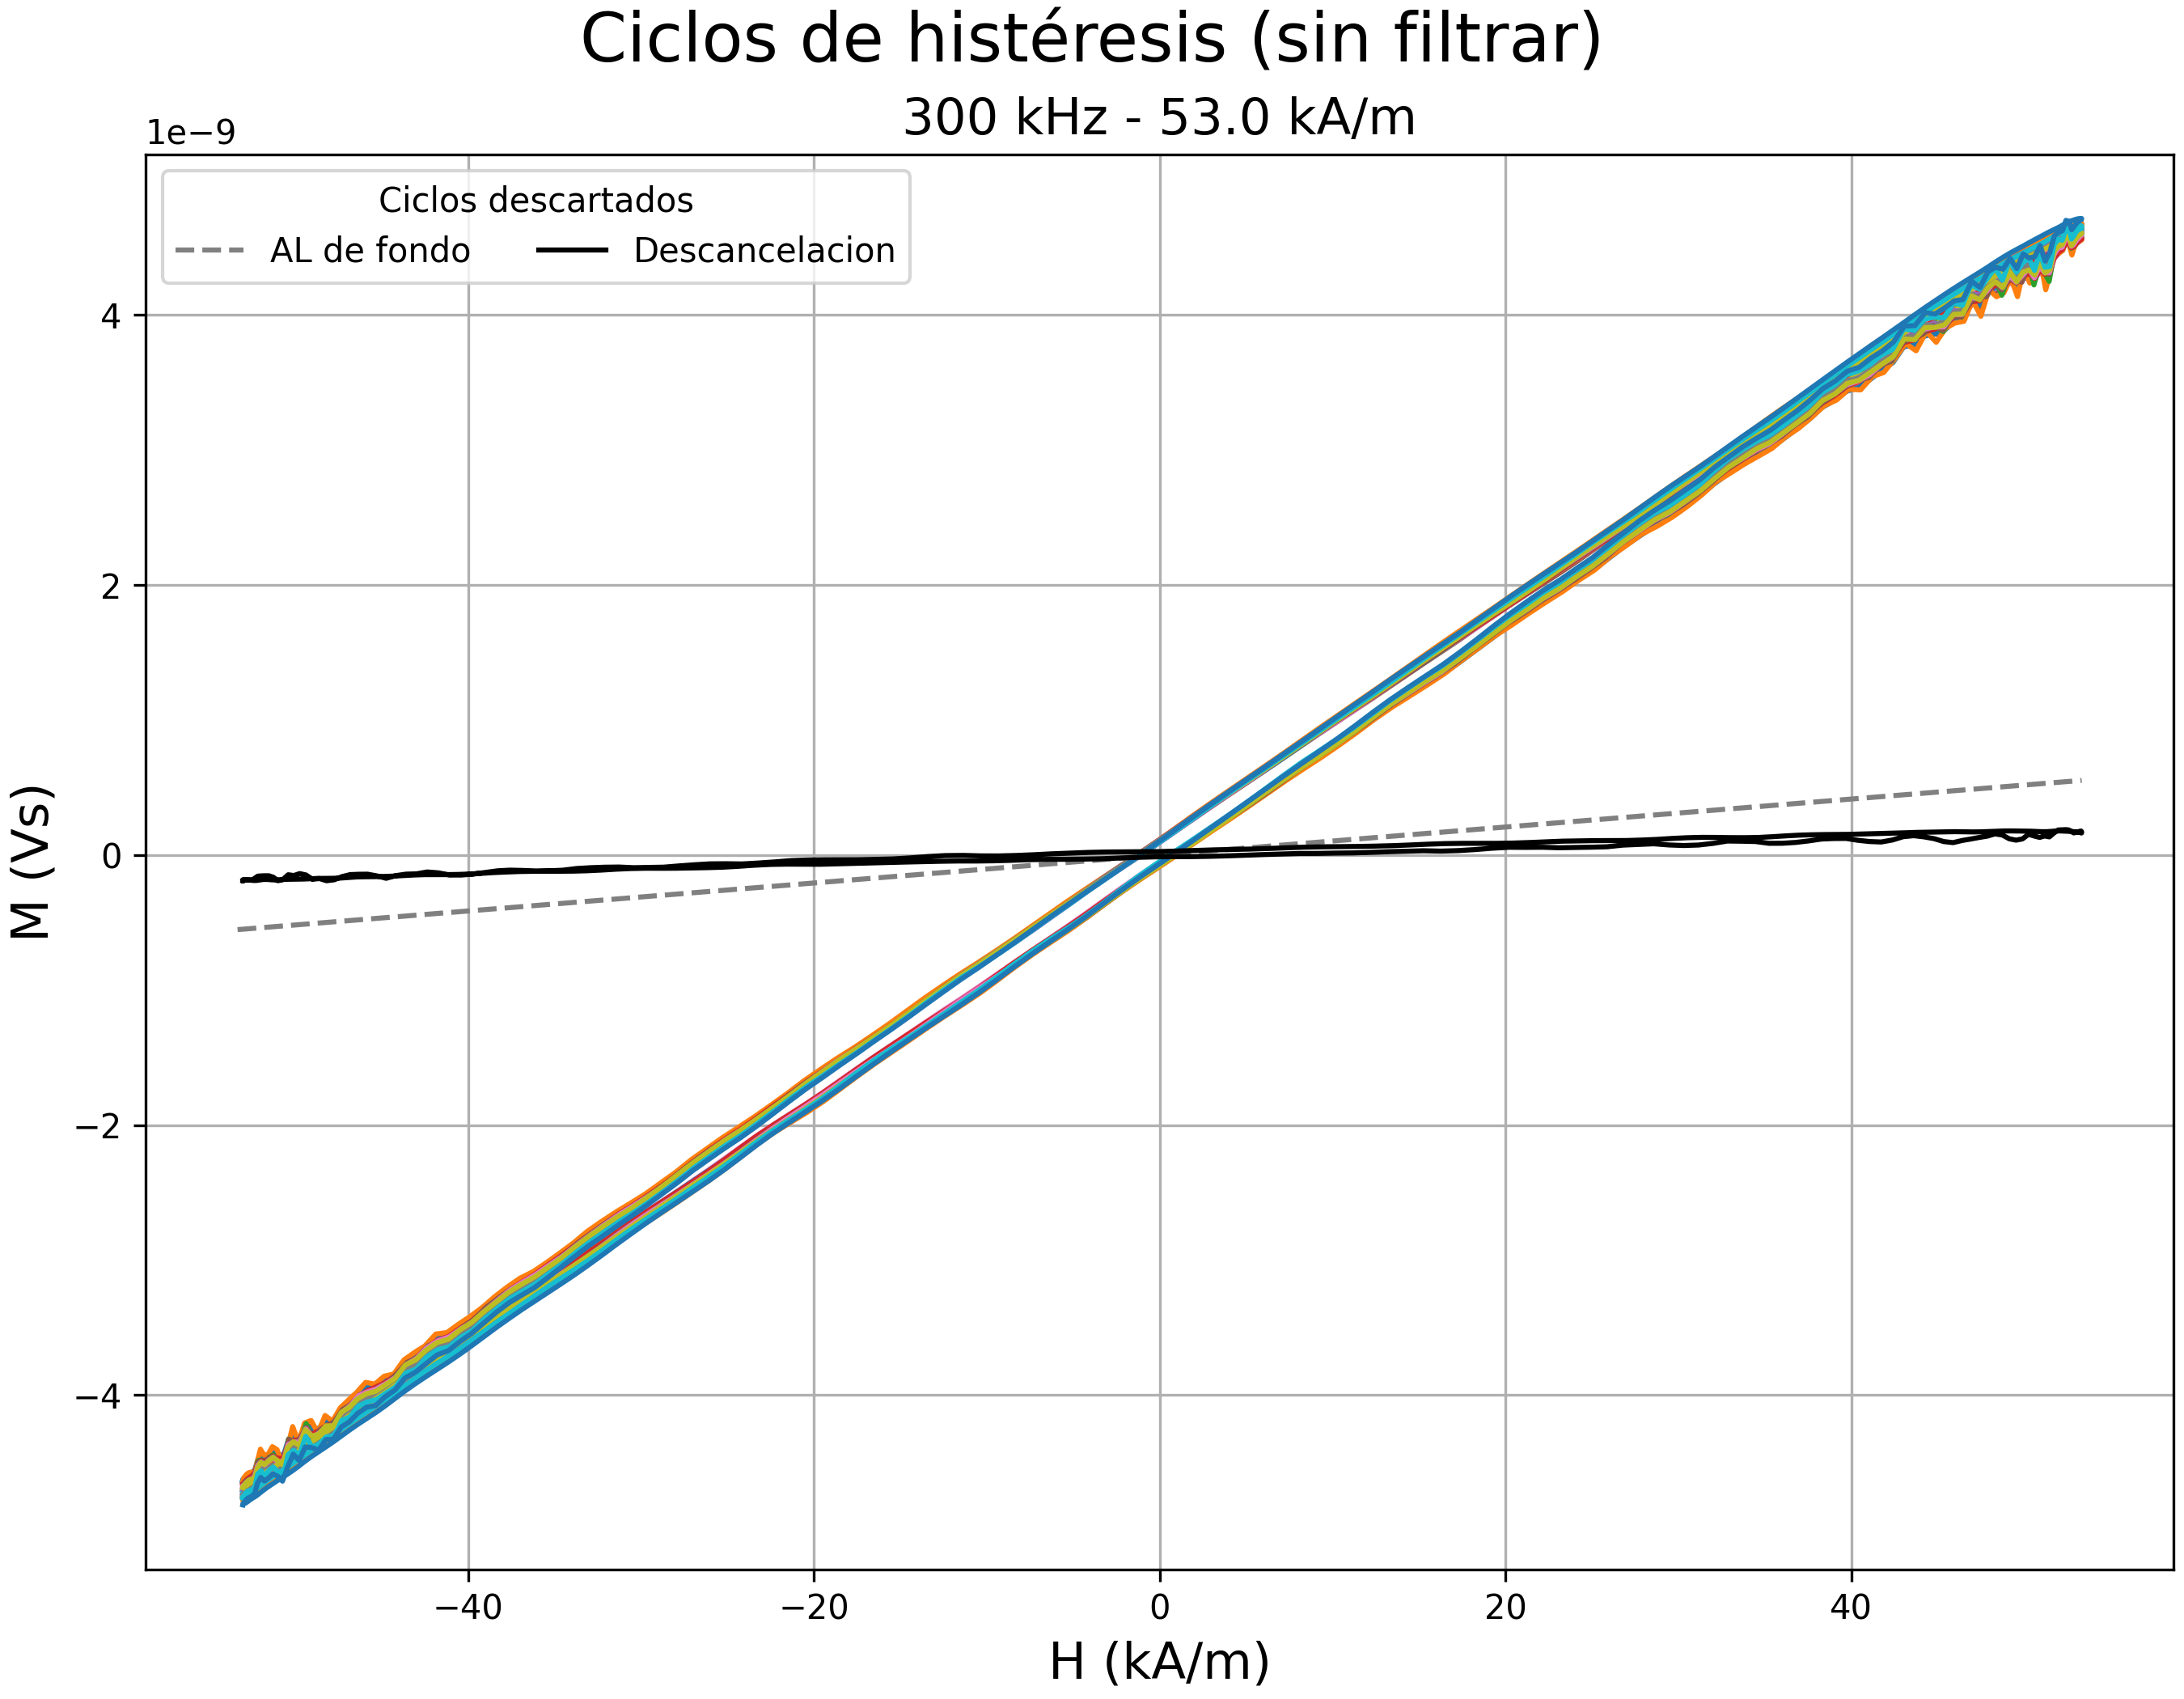 Ciclos de histéresis (sin filtrar)
300 kHz - 53.0 kA/m
1e−9
Ciclos descartados
AL de fondo Descancelacion
4
2
0
−2
−4
M (Vs)
−40 −20 0 20 40
H (kA/m)